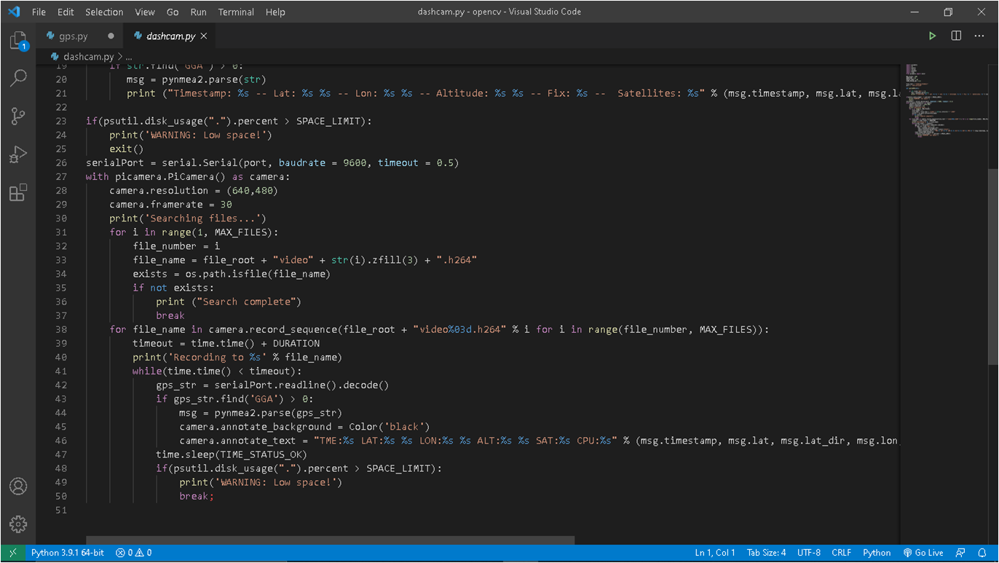 File Edit Selection View Go Run Terminal Help dashcam.py - opencv - Visual Studio Code
1
gps.py dashcam.py
dashcam.py > ...
19 if str.find('GGA') > 0:
20 msg = pynmea2.parse(str)
21 print ("Timestamp: %s -- Lat: %s %s -- Lon: %s %s -- Altitude: %s %s -- Fix: %s --  Satellites: %s" % (msg.timestamp, msg.lat, msg.la
22
23 if(psutil.disk_usage(".").percent > SPACE_LIMIT):
24 print('WARNING: Low space!')
25 exit()
26 serialPort = serial.Serial(port, baudrate = 9600, timeout = 0.5)
27 with picamera.PiCamera() as camera:
28 camera.resolution = (640,480)
29 camera.framerate = 30
30 print('Searching files...')
31 for i in range(1, MAX_FILES):
32 file_number = i
33 file_name = file_root + "video" + str(i).zfill(3) + ".h264"
34 exists = os.path.isfile(file_name)
35 if not exists:
36 print ("Search complete")
37 break
38 for file_name in camera.record_sequence(file_root + "video%03d.h264" % i for i in range(file_number, MAX_FILES)):
39 timeout = time.time() + DURATION
40 print('Recording to %s' % file_name)
41 while(time.time() < timeout):
42 gps_str = serialPort.readline().decode()
43 if gps_str.find('GGA') > 0:
44 msg = pynmea2.parse(gps_str)
45 camera.annotate_background = Color('black')
46 camera.annotate_text = "TME:%s LAT:%s %s LON:%s %s ALT:%s %s SAT:%s CPU:%s" % (msg.timestamp, msg.lat, msg.lat_dir, msg.lon,
47 time.sleep(TIME_STATUS_OK)
48 if(psutil.disk_usage(".").percent > SPACE_LIMIT):
49 print('WARNING: Low space!')
50 break;
51
Python 3.9.1 64-bit 0 0 Ln 1, Col 1 Tab Size: 4 UTF-8 CRLF Python Go Live